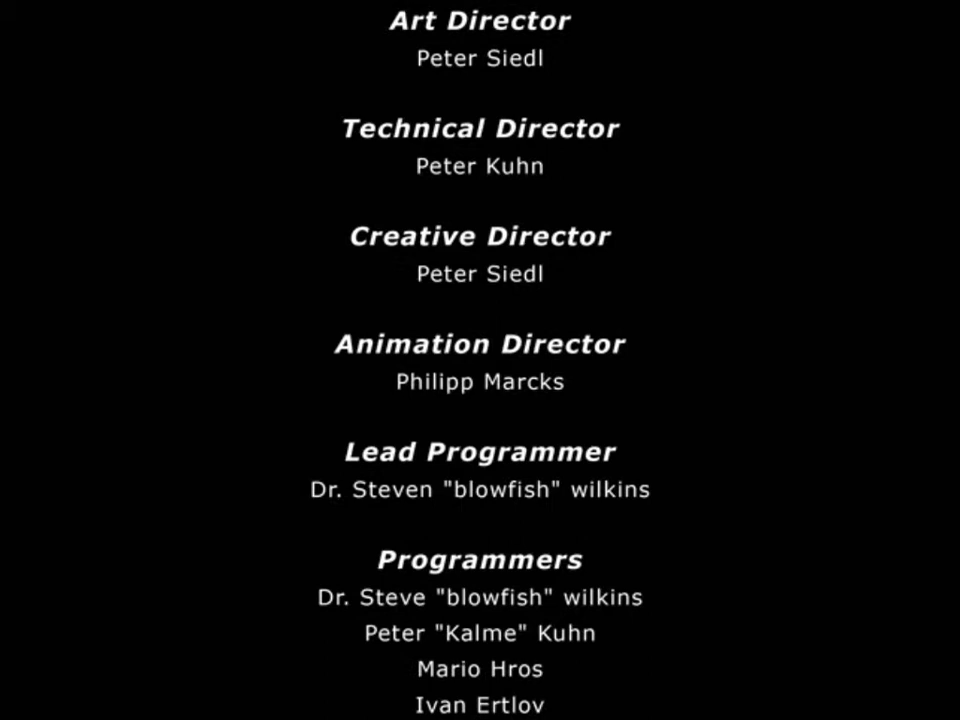 Art Director
Peter Siedl
Technical Director
Peter Kuhn
Creative Director
Peter Siedl
Animation Director
Philipp Marcks
Lead Programmer
Dr. Steven "blowfish" wilkins
Programmers
Dr. Steve "blowfish" wilkins
Peter "Kalme" Kuhn
Mario Hros
Ivan Ertlov